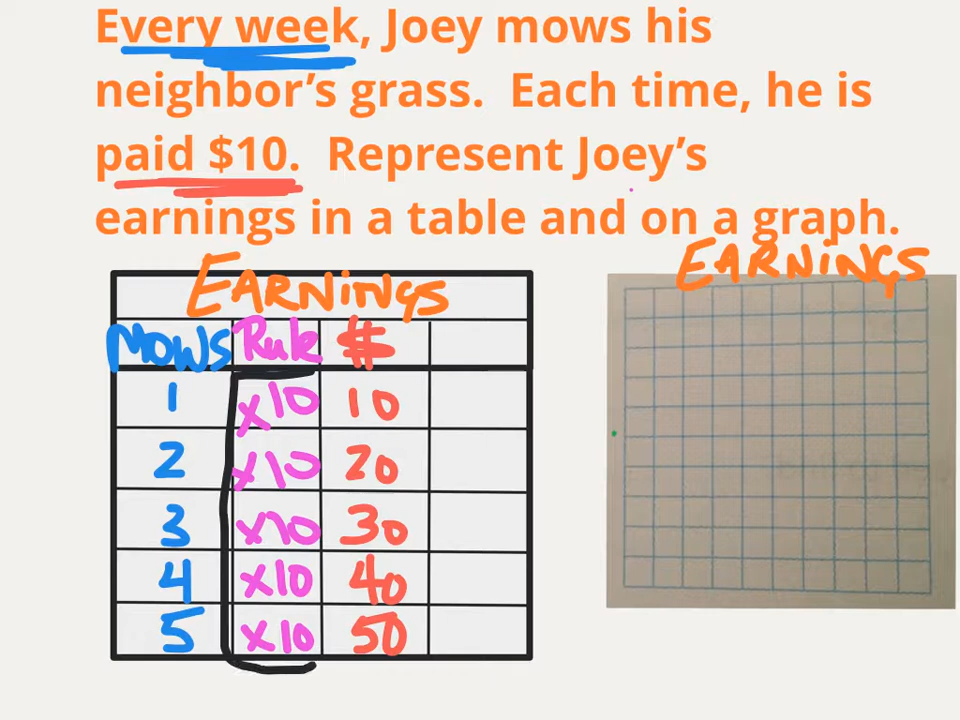 Every week, Joey mows his
neighbor's grass. Each time, he is
paid $10. Represent Joey's
earnings in a table and on a graph.
EARNiNGS
EARNiNGS
MOWS Rule $
1 x10 10
2 x10 20
3 x10 30
4 x10 40
5 x10 50